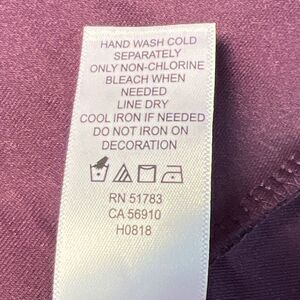 HAND WASH COLD
SEPARATELY
ONLY NON-CHLORINE
BLEACH WHEN
NEEDED
LINE DRY
COOL IRON IF NEEDED
DO NOT IRON ON
DECORATION
RN 51783
CA 56910
H0818